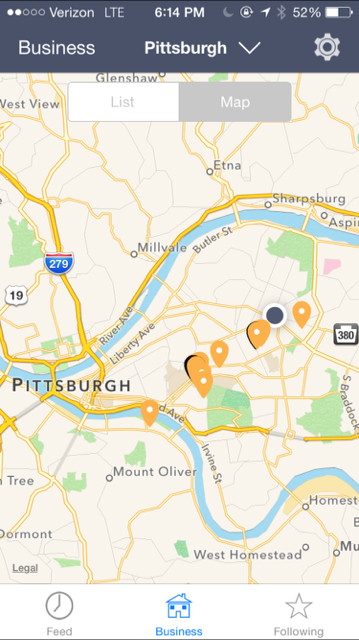 Verizon LTE 6:14 PM 52%
Business Pittsburgh
Glenshaw
List Map
West View
Etna
Sharpsburg
Aspin
Millvale
Butler St
279
19
River Ave
Liberty Ave
380
PITTSBURGH
S Braddock
d Ave
Irvine St
Mount Oliver
n Tree
Homest
Dormont
West Homestead
Mu
Legal
Feed Business Following